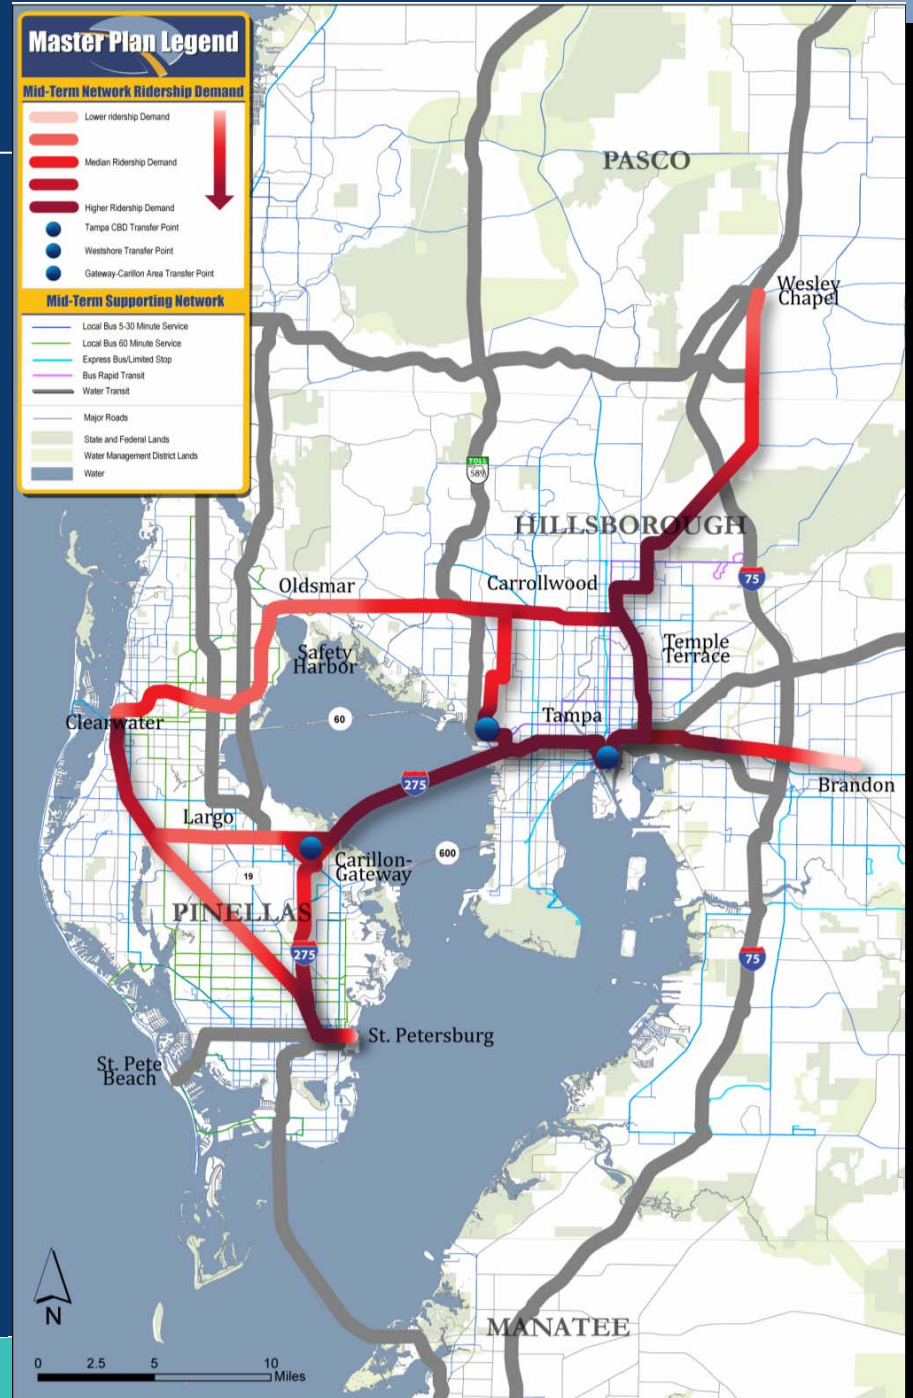 Master Plan Legend
Mid-Term Network Ridership Demand
Lower ridership Demand
Median Ridership Demand
Higher Ridership Demand
Tampa CBD Transfer Point
Westshore Transfer Point
Gateway-Carillon Area Transfer Point
Mid-Term Supporting Network
Local Bus 5-30 Minute Service
Local Bus 60 Minute Service
Express Bus/Limited Stop
Bus Rapid Transit
Water Transit
Major Roads
State and Federal Lands
Water Management District Lands
Water
PASCO
Wesley
Chapel
TOLL
589
HILLSBOROUGH
75
Oldsmar
Carrollwood
Safety
Harbor
Temple
Terrace
Clearwater
60
Tampa
275
Brandon
Largo
600
Carillon-
Gateway
19
PINELLAS
275
75
St. Petersburg
St. Pete
Beach
N
MANATEE
0 2.5 5 10
Miles